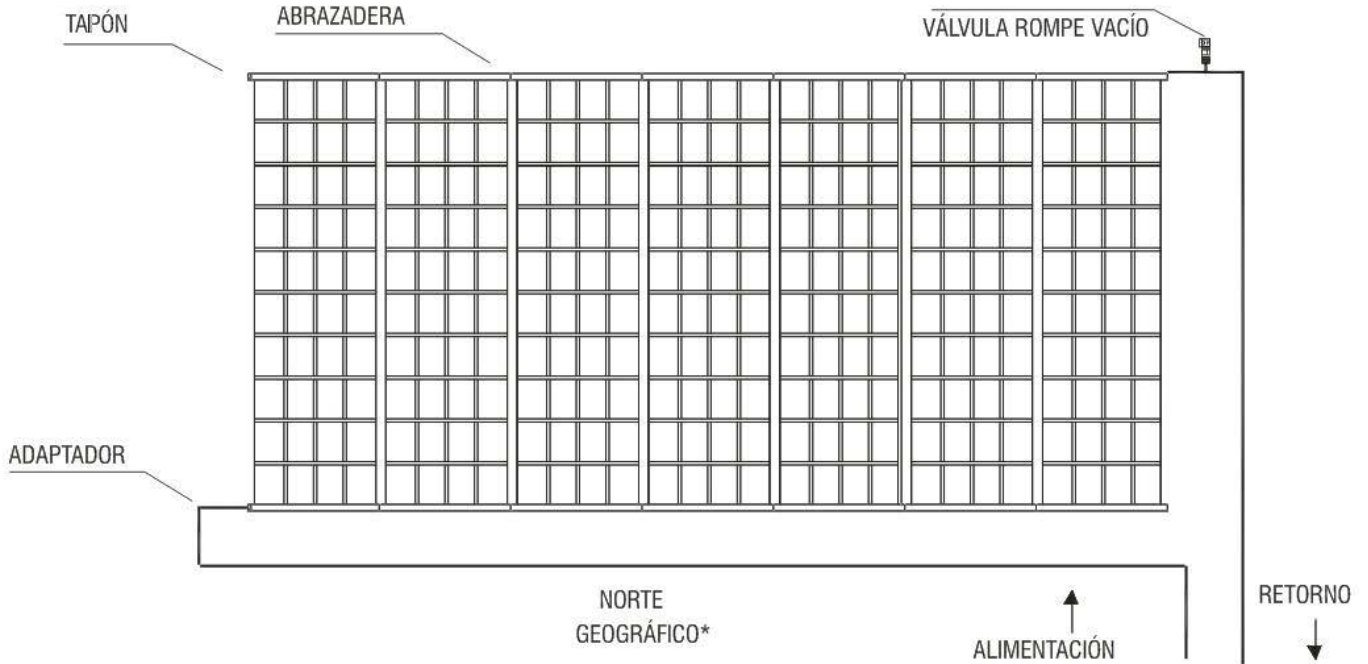 TAPÓN
ABRAZADERA
VÁLVULA ROMPE VACÍO
ADAPTADOR
NORTE
GEOGRÁFICO*
ALIMENTACIÓN
RETORNO